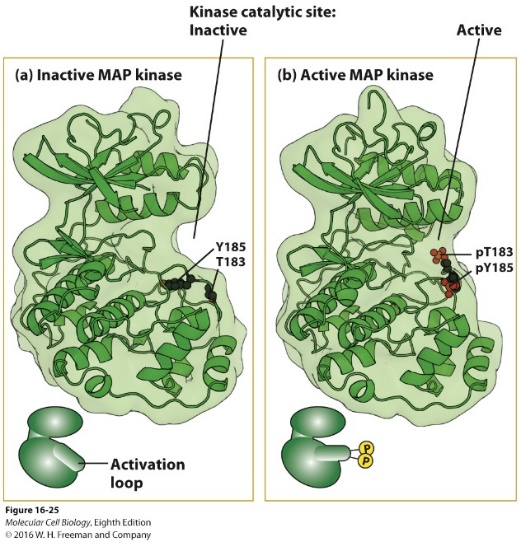 Kinase catalytic site:
Inactive
Active
(a) Inactive MAP kinase
(b) Active MAP kinase
Y185
T183
pT183
pY185
Activation
loop
P
P
Figure 16-25
Molecular Cell Biology, Eighth Edition
© 2016 W. H. Freeman and Company